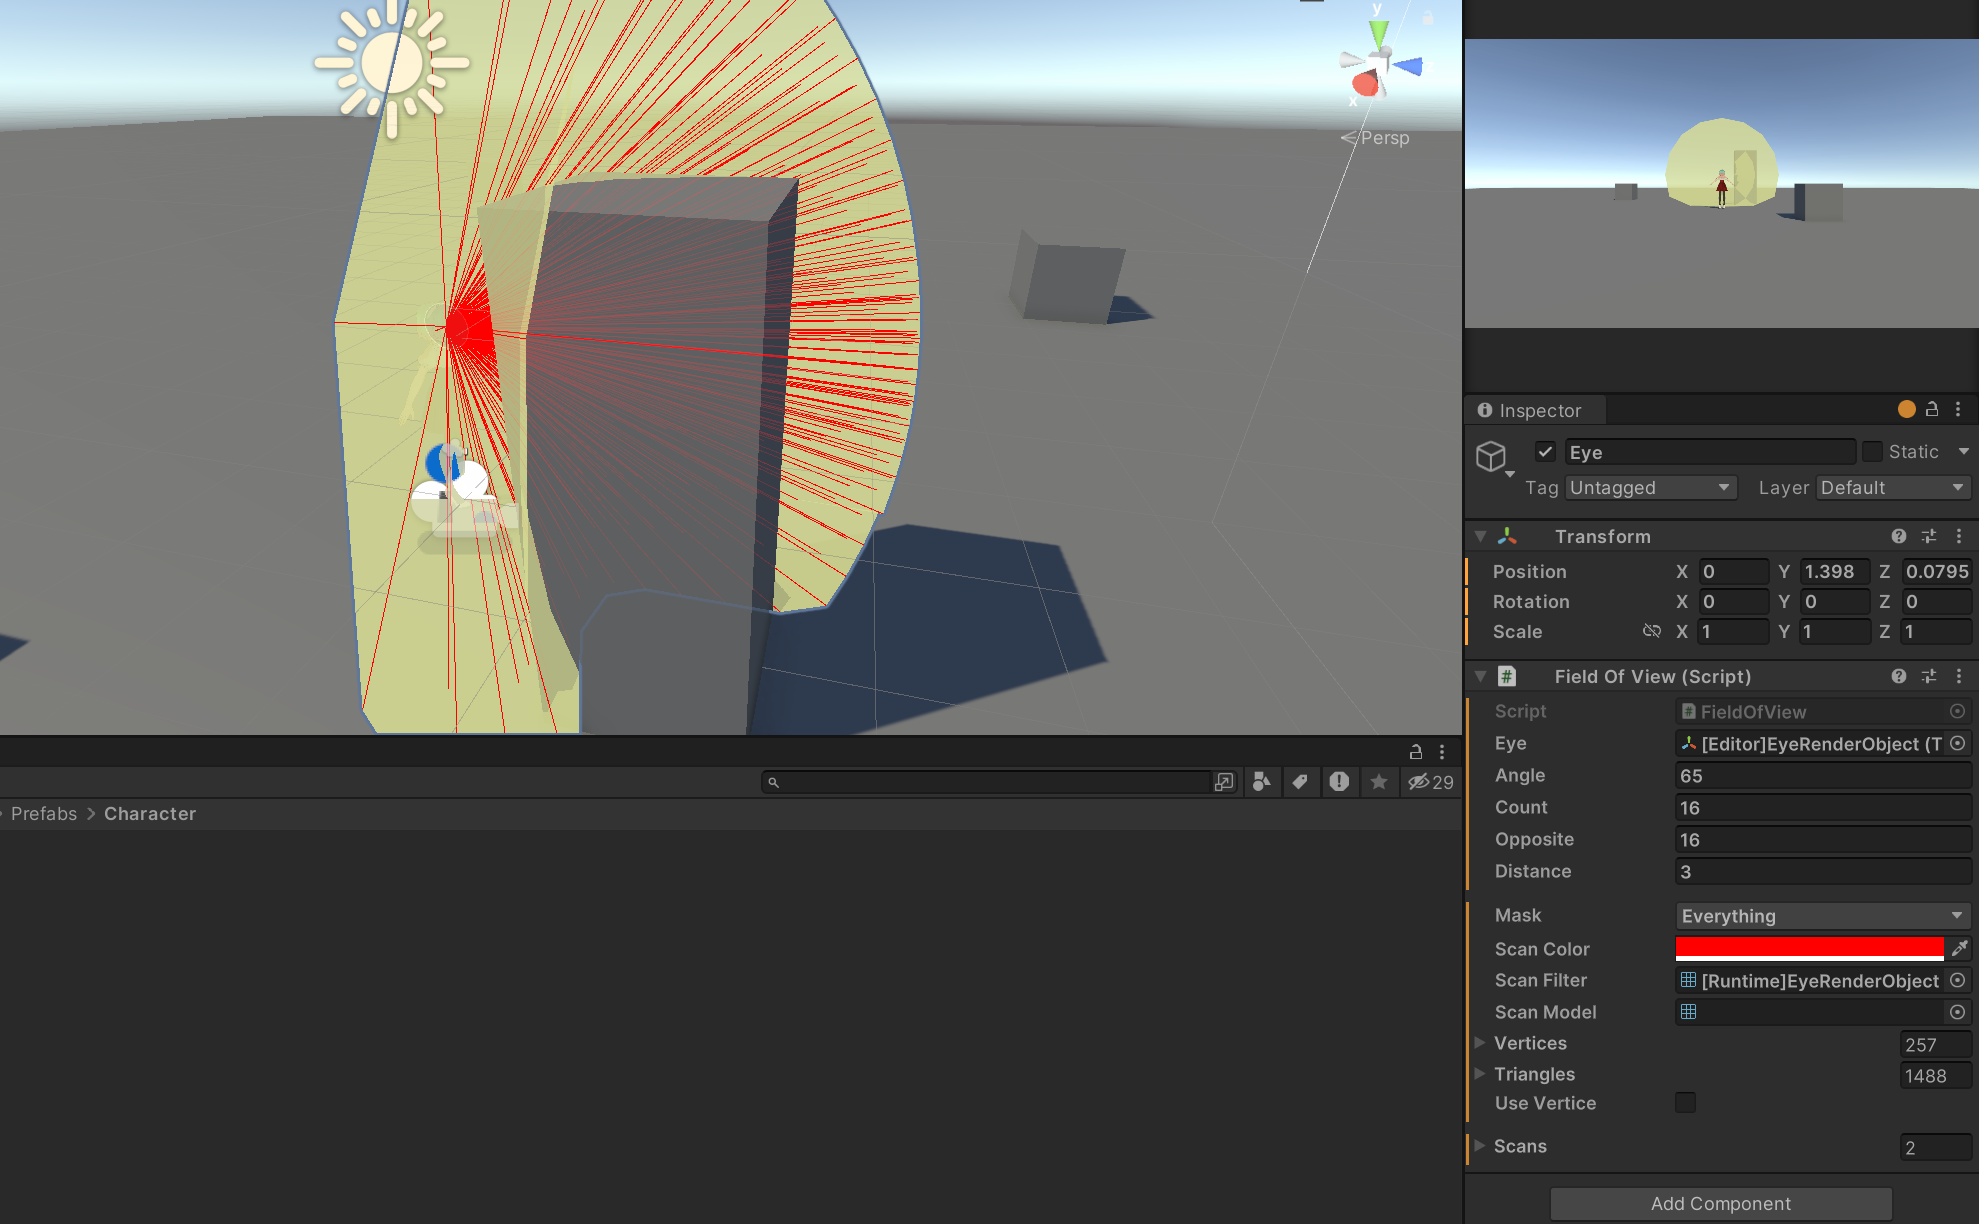 y
x
Persp
Inspector
Eye
Static
Tag
Untagged
Layer
Default
Transform
Position X 0 Y 1.398 Z 0.0795
Rotation X 0 Y 0 Z 0
Scale X 1 Y 1 Z 1
# Field Of View (Script)
Script # FieldOfView
Eye [Editor]EyeRenderObject (T
Angle 65
Count 16
Opposite 16
Distance 3
Mask Everything
Scan Color
Scan Filter [Runtime]EyeRenderObject
Scan Model
Vertices 257
Triangles 1488
Use Vertice
Scans 2
Add Component
29
Prefabs > Character